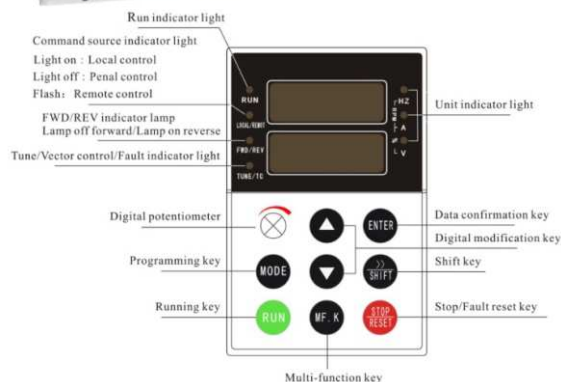 Run indicator light
Command source indicator light
Light on : Local control
Light off : Penal control
Flash: Remote control
FWD/REV indicator lamp
Lamp off forward/Lamp on reverse
Tune/Vector control/Fault indicator light
RUN
LOCAL/REMOT
FWD/REV
TUNE/TC
HZ
RPM
A
%
V
Unit indicator light
Digital potentiometer
Programming key
Running key
MODE
RUN
MF.K
ENTER
»
SHIFT
STOP
RESET
Data confirmation key
Digital modification key
Shift key
Stop/Fault reset key
Multi-function key